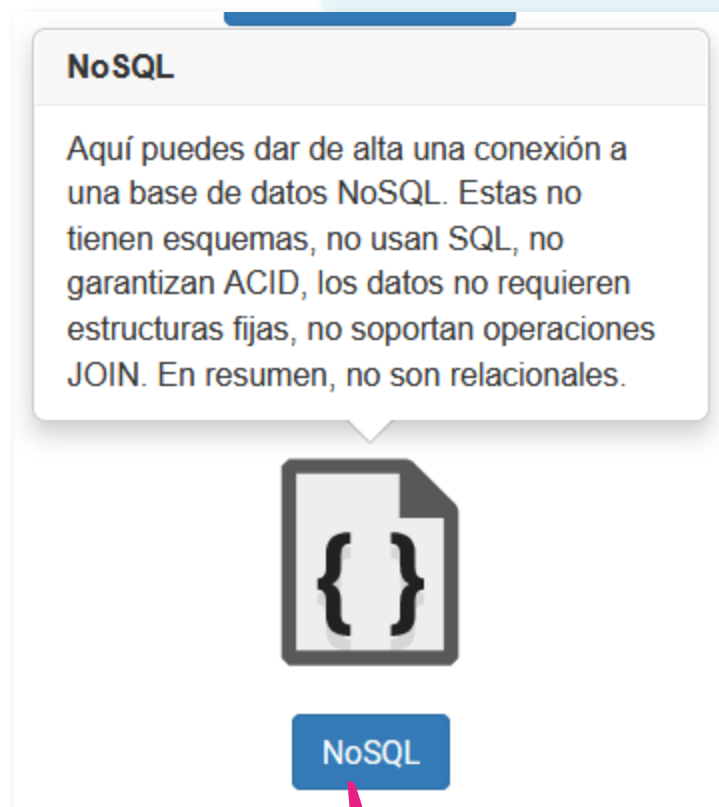 NoSQL
Aquí puedes dar de alta una conexión a
una base de datos NoSQL. Estas no
tienen esquemas, no usan SQL, no
garantizan ACID, los datos no requieren
estructuras fijas, no soportan operaciones
JOIN. En resumen, no son relacionales.
{ }
NoSQL